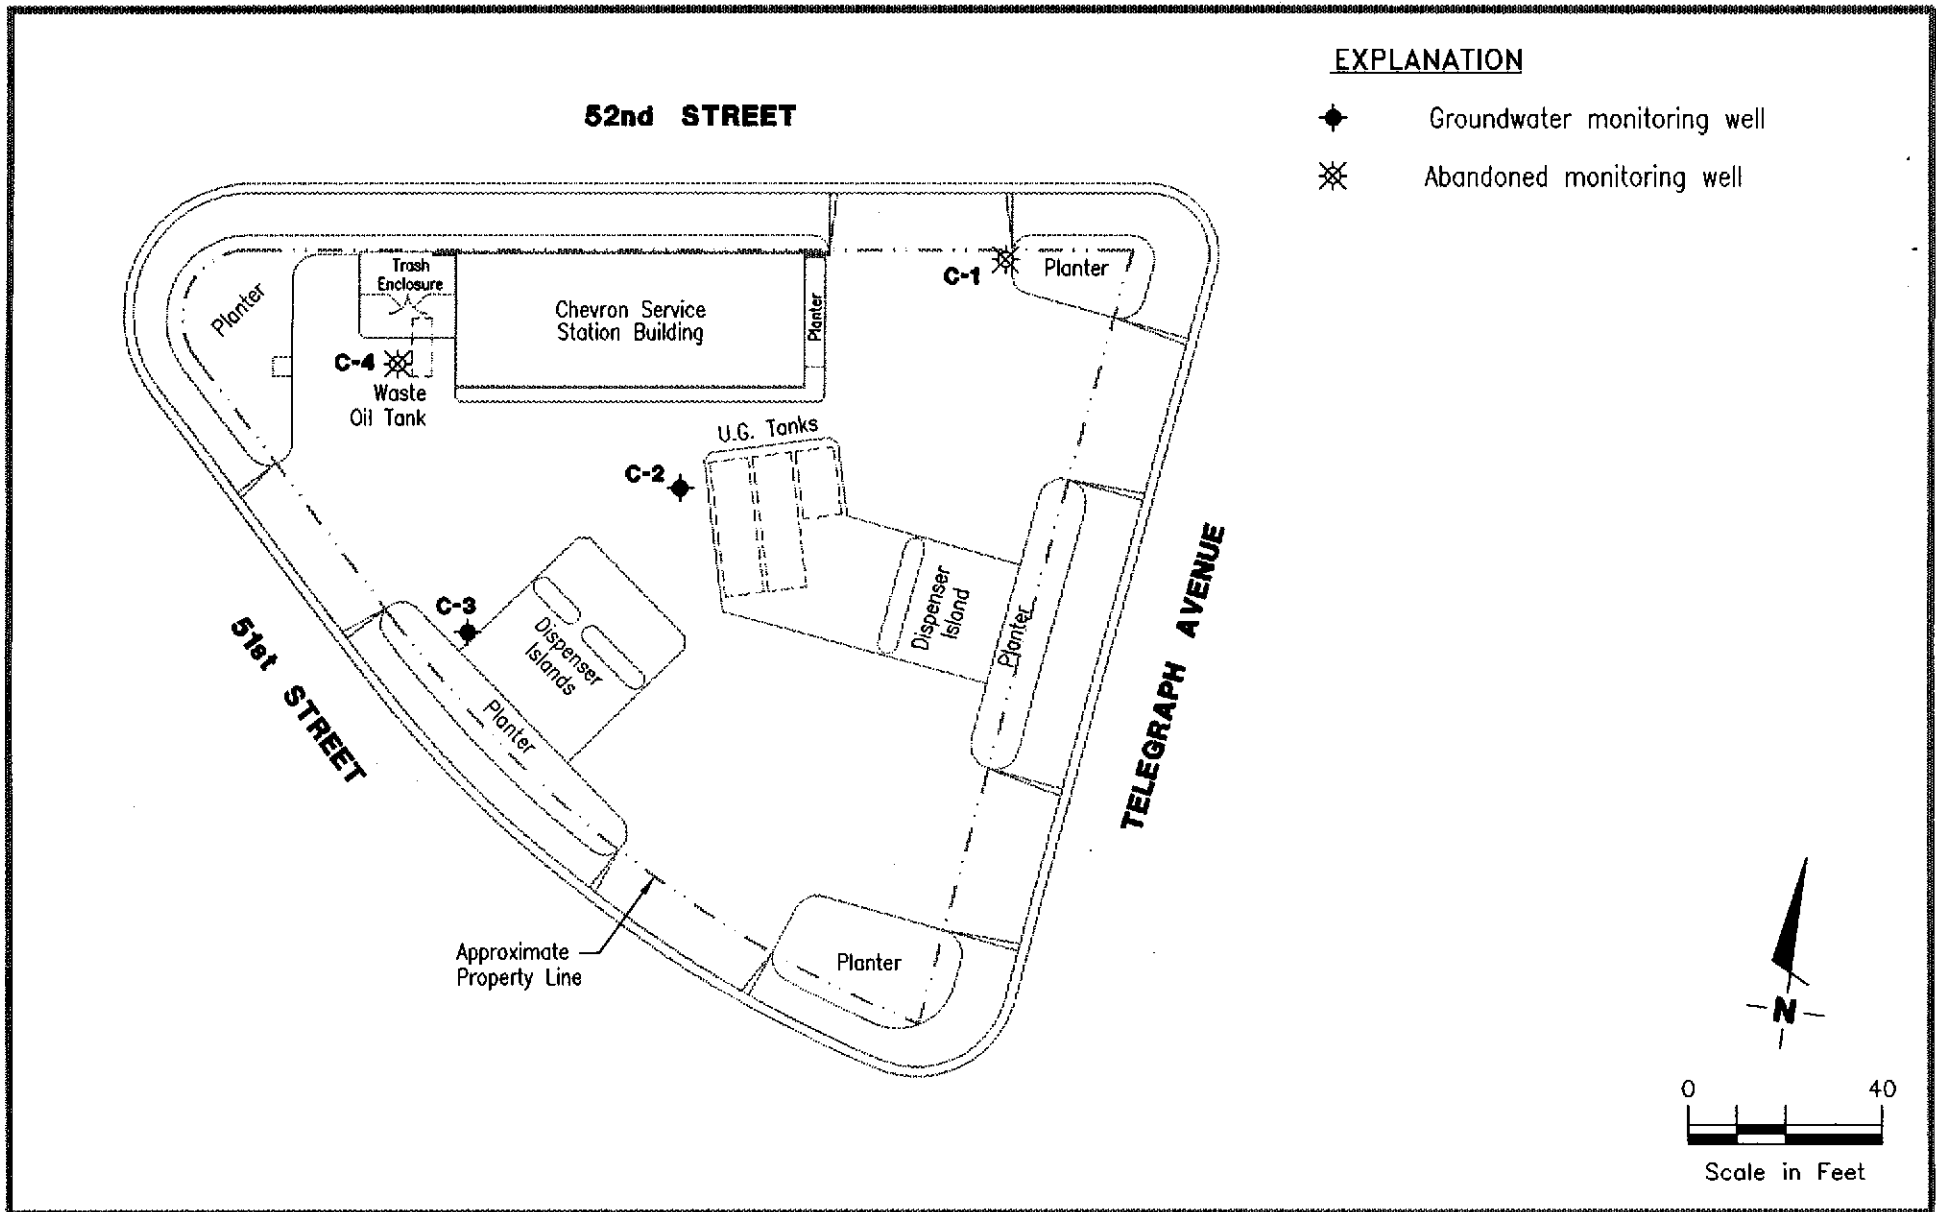 EXPLANATION
Groundwater monitoring well
Abandoned monitoring well
52nd STREET
Trash
Enclosure
Planter
Chevron Service
Station Building
Planter
C-1
Planter
C-4
Waste
Oil Tank
U.G. Tanks
C-2
C-3
Dispenser
Islands
Dispenser
Island
Planter
Planter
51st STREET
TELEGRAPH AVENUE
Approximate
Property Line
Planter
N
0 40
Scale in Feet